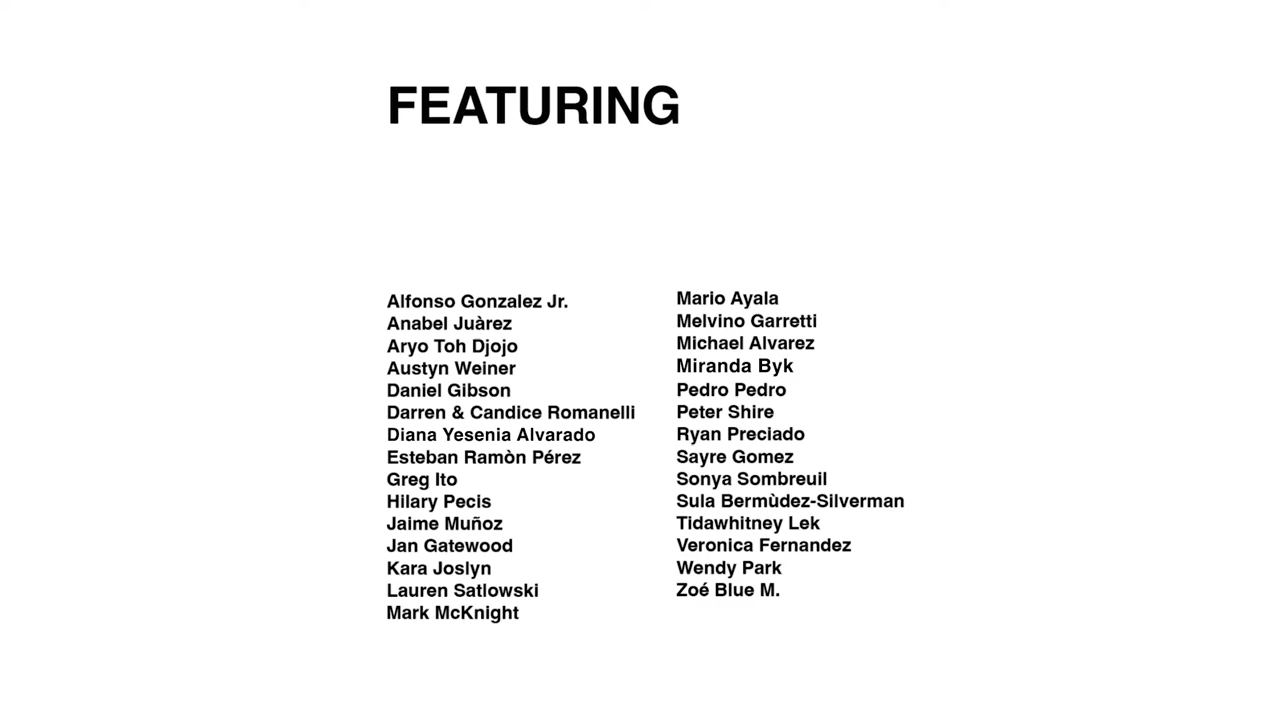 FEATURING
Alfonso Gonzalez Jr.
Anabel Juàrez
Aryo Toh Djojo
Austyn Weiner
Daniel Gibson
Darren & Candice Romanelli
Diana Yesenia Alvarado
Esteban Ramòn Pérez
Greg Ito
Hilary Pecis
Jaime Muñoz
Jan Gatewood
Kara Joslyn
Lauren Satlowski
Mark McKnight
Mario Ayala
Melvino Garretti
Michael Alvarez
Miranda Byk
Pedro Pedro
Peter Shire
Ryan Preciado
Sayre Gomez
Sonya Sombreuil
Sula Bermùdez-Silverman
Tidawhitney Lek
Veronica Fernandez
Wendy Park
Zoé Blue M.